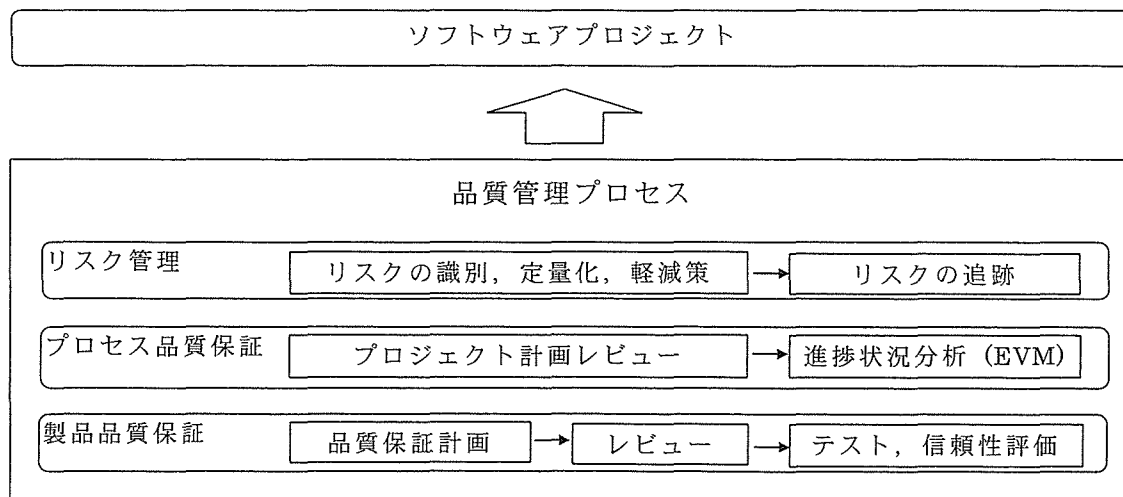 ソフトウェアプロジェクト
品質管理プロセス
リスク管理
リスクの識別，定量化，軽減策
リスクの追跡
プロセス品質保証
プロジェクト計画レビュー
進捗状況分析 (EVM)
製品品質保証
品質保証計画
レビュー
テスト，信頼性評価